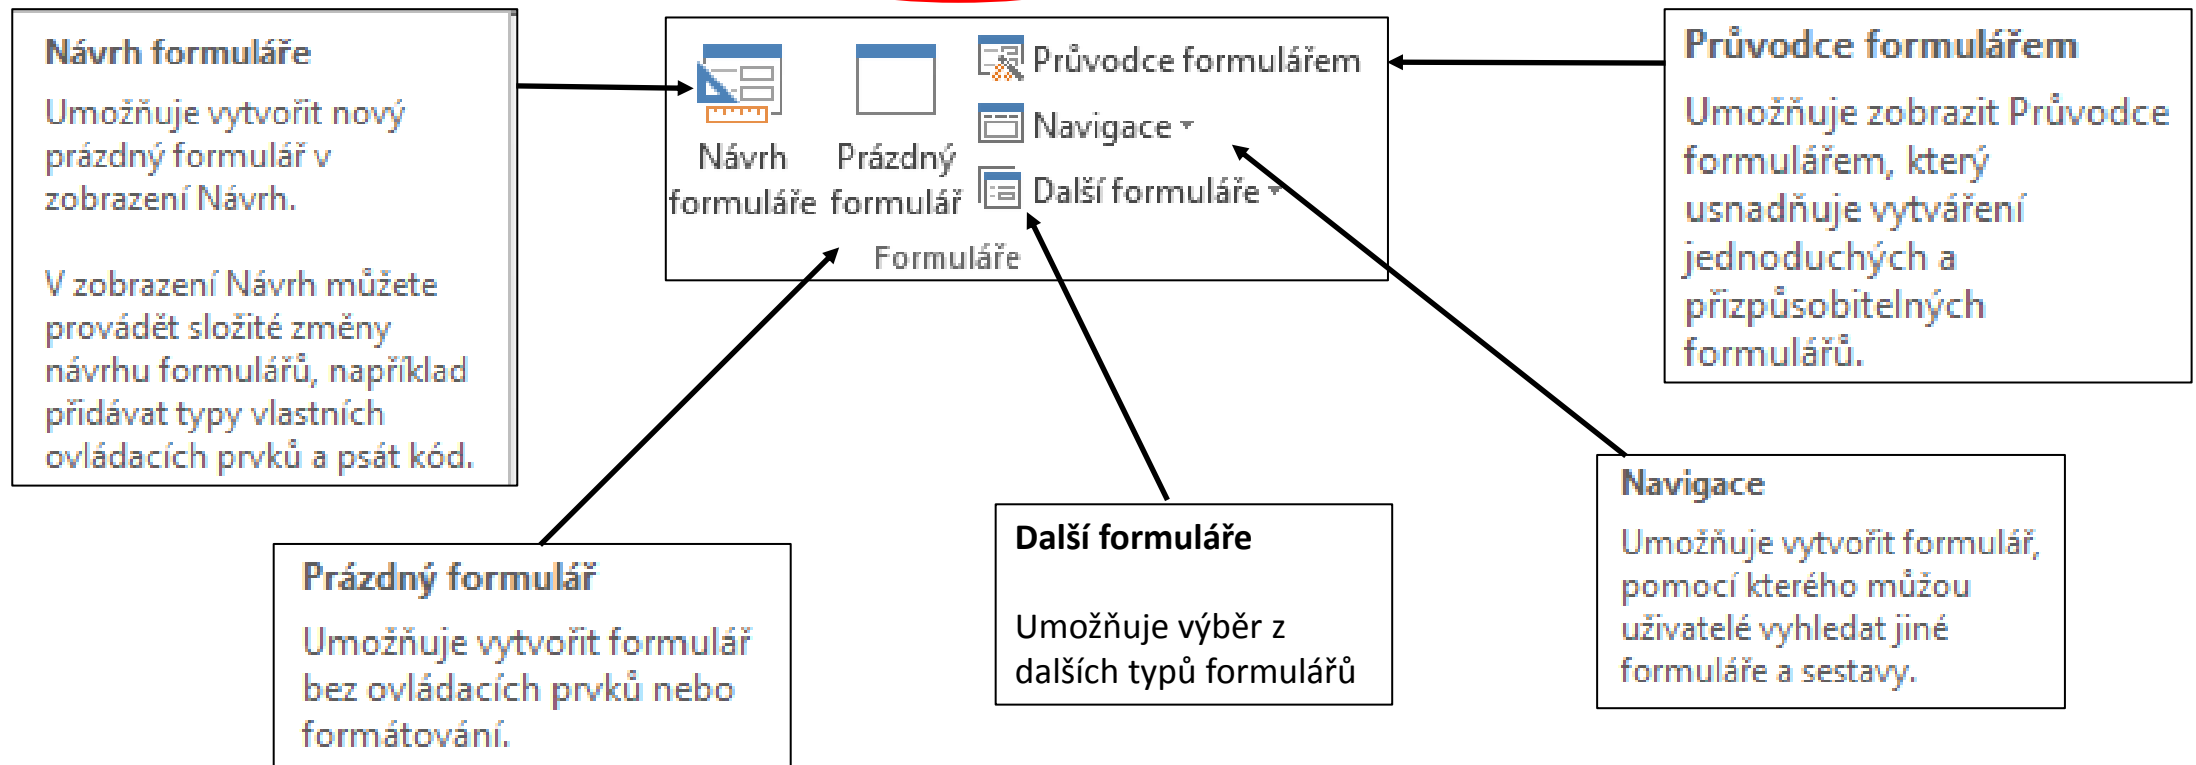 Návrh formuláře
Umožňuje vytvořit nový
prázdný formulář v
zobrazení Návrh.
V zobrazení Návrh můžete
provádět složité změny
návrhu formulářů, například
přidávat typy vlastních
ovládacích prvků a psát kód.
Návrh
formuláře
Prázdný
formulář
Průvodce formulářem
Navigace
Další formuláře
Formuláře
Průvodce formulářem
Umožňuje zobrazit Průvodce
formulářem, který
usnadňuje vytváření
jednoduchých a
přizpůsobitelných
formulářů.
Prázdný formulář
Umožňuje vytvořit formulář
bez ovládacích prvků nebo
formátování.
Další formuláře
Umožňuje výběr z
dalších typů formulářů
Navigace
Umožňuje vytvořit formulář,
pomocí kterého můžou
uživatelé vyhledat jiné
formuláře a sestavy.